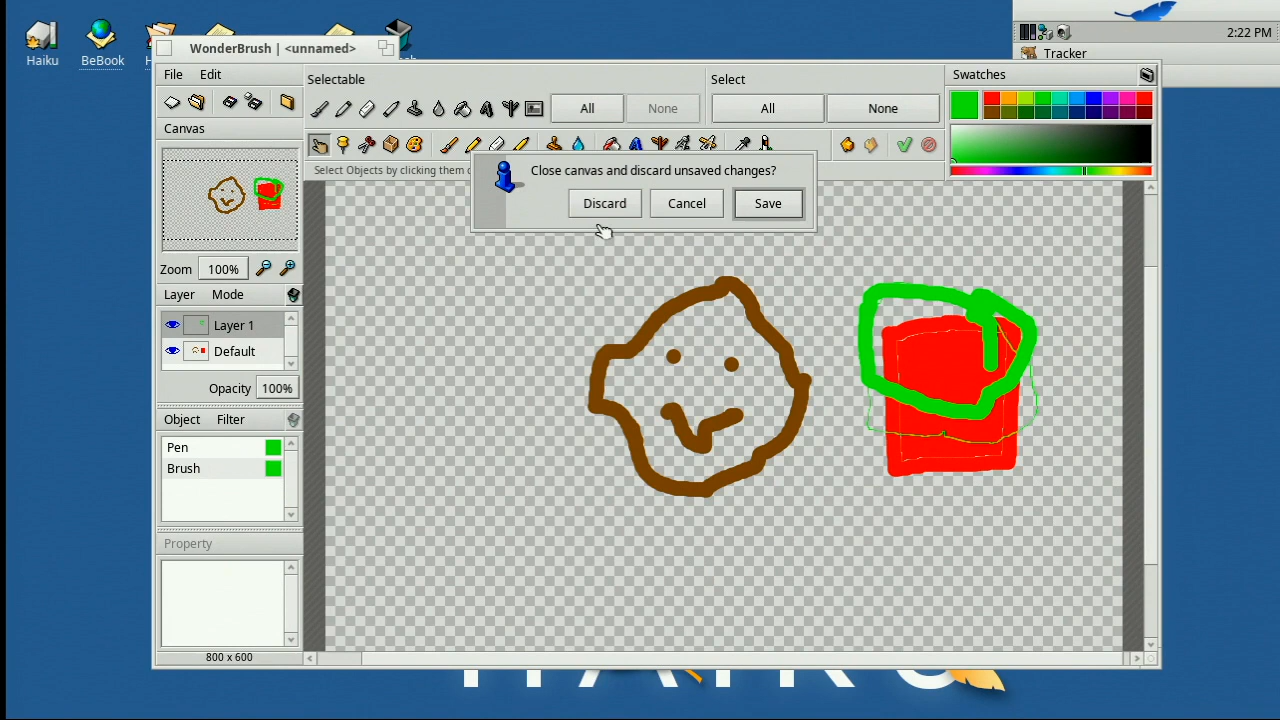 2:22 PM
Tracker
Haiku
BeBook
WonderBrush | <unnamed>
File Edit
Canvas
Selectable
All
None
Select
All
None
Swatches
Select Objects by clicking them
Close canvas and discard unsaved changes?
Discard
Cancel
Save
Zoom 100%
Layer Mode
Layer 1
Default
Opacity 100%
Object Filter
Pen
Brush
Property
800 x 600